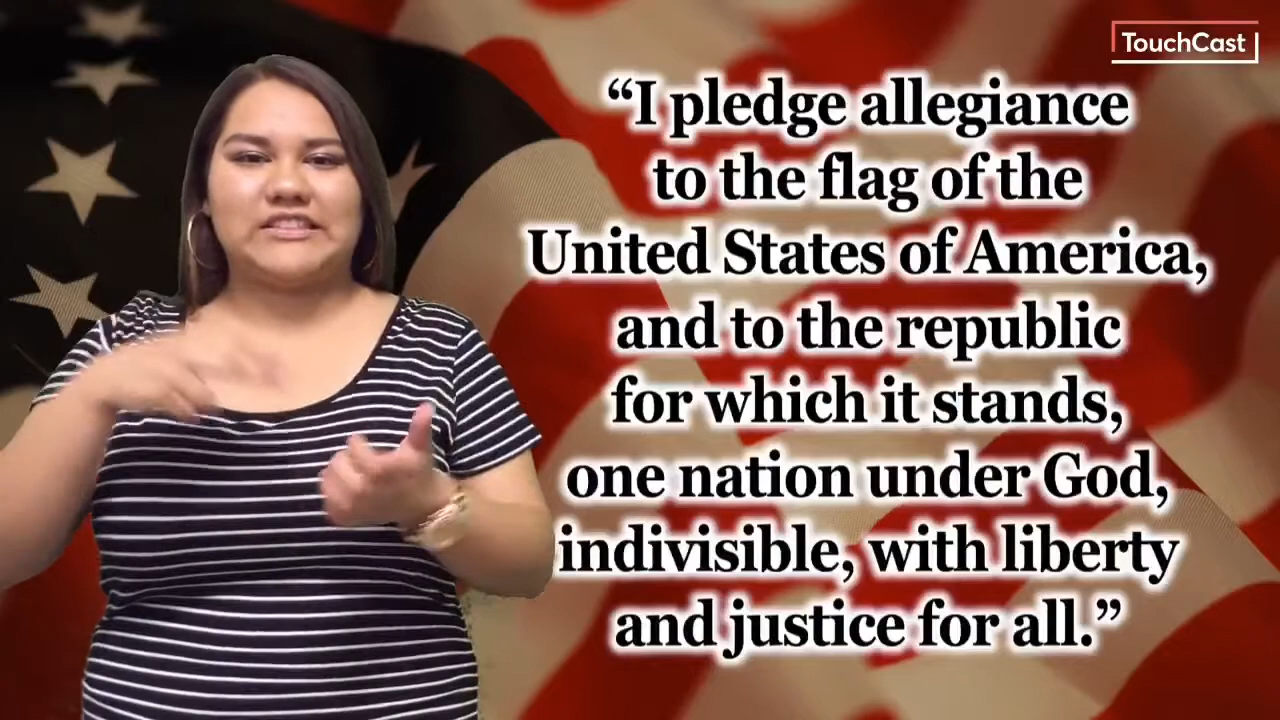 TouchCast
“I pledge allegiance
to the flag of the
United States of America,
and to the republic
for which it stands,
one nation under God,
indivisible, with liberty
and justice for all.”